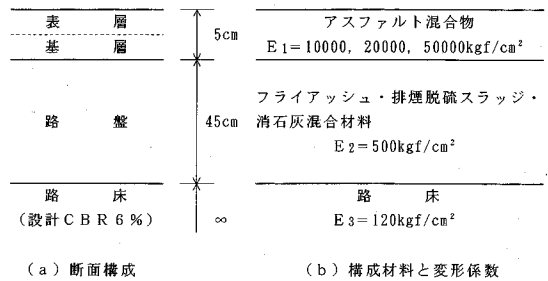 表層
基層
5cm
アスファルト混合物
E1=10000, 20000, 50000kgf/cm²
路盤
45cm
フライアッシュ・排煙脱硫スラッジ・
消石灰混合材料
E2=500kgf/cm²
路床
(設計CBR6%)
∞
路床
E3=120kgf/cm²
(a)断面構成
(b)構成材料と変形係数